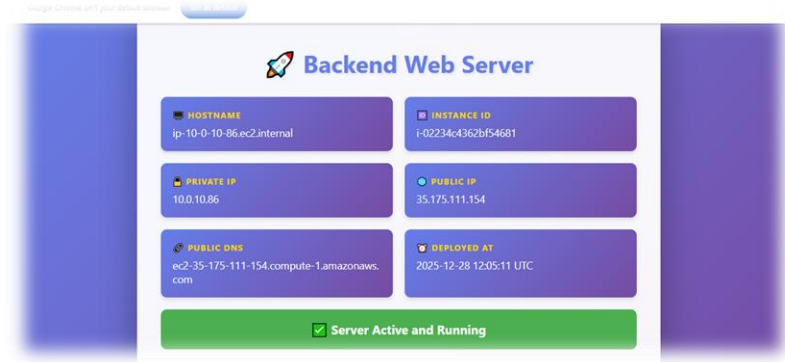 Backend Web Server
HOSTNAME
ip-10-0-10-86.ec2.internal
INSTANCE ID
i-02234c4362bf54681
PRIVATE IP
10.0.10.86
PUBLIC IP
35.175.111.154
PUBLIC DNS
ec2-35-175-111-154.compute-1.amazonaws.
com
DEPLOYED AT
2025-12-28 12:05:11 UTC
Server Active and Running